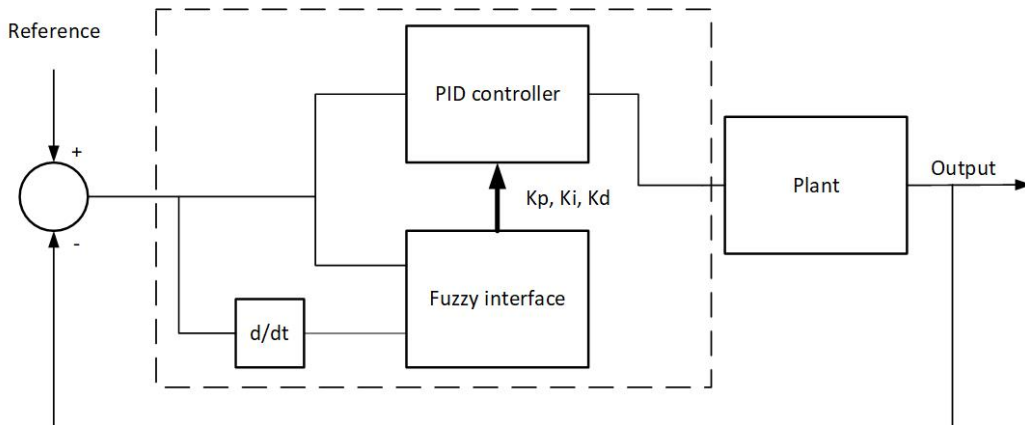 Reference
PID controller
+
Output
Plant
Kp, Ki, Kd
-
Fuzzy interface
d/dt